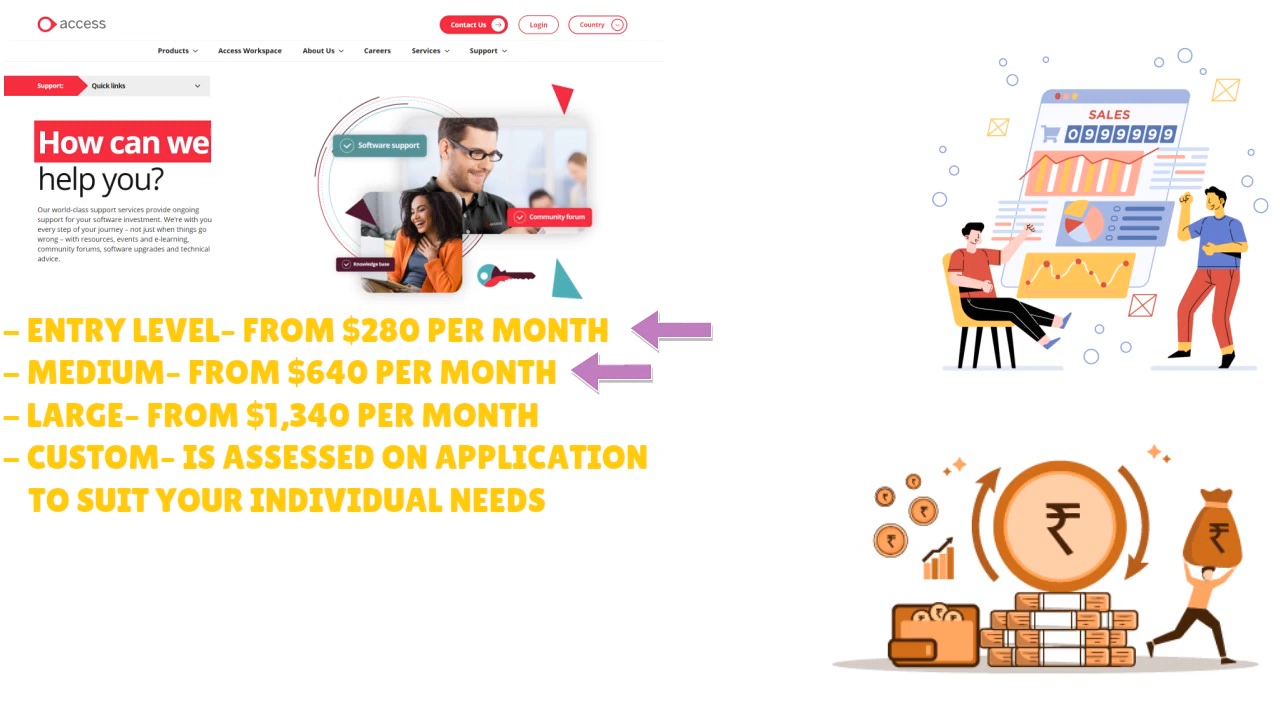 access
Contact Us
Login
Country
Products
Access Workspace
About Us
Careers
Services
Support
Support:
Quick links
How can we
help you?
Our world-class support services provide ongoing
support for your software investment. We're with you
every step of your journey – not just when things go
wrong – with resources, events and e-learning,
community forums, software upgrades and technical
advice.
Software support
Community forum
Knowledge base
– ENTRY LEVEL– FROM $280 PER MONTH
– MEDIUM– FROM $640 PER MONTH
– LARGE– FROM $1,340 PER MONTH
– CUSTOM– IS ASSESSED ON APPLICATION
TO SUIT YOUR INDIVIDUAL NEEDS
SALES
0999999
₹
₹
₹
₹
₹
₹